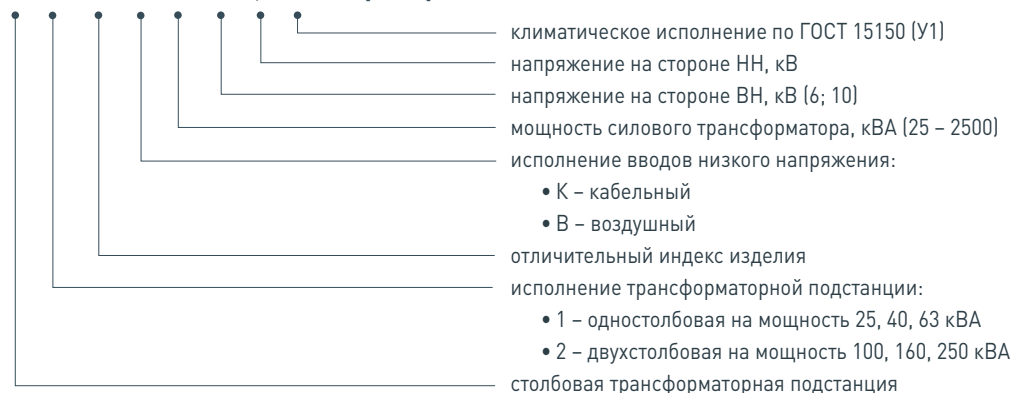 климатическое исполнение по ГОСТ 15150 (У1)
напряжение на стороне НН, кВ
напряжение на стороне ВН, кВ (6; 10)
мощность силового трансформатора, кВА (25 – 2500)
исполнение вводов низкого напряжения:
• К – кабельный
• В – воздушный
отличительный индекс изделия
исполнение трансформаторной подстанции:
• 1 – одностолбовая на мощность 25, 40, 63 кВА
• 2 – двухстолбовая на мощность 100, 160, 250 кВА
столбовая трансформаторная подстанция